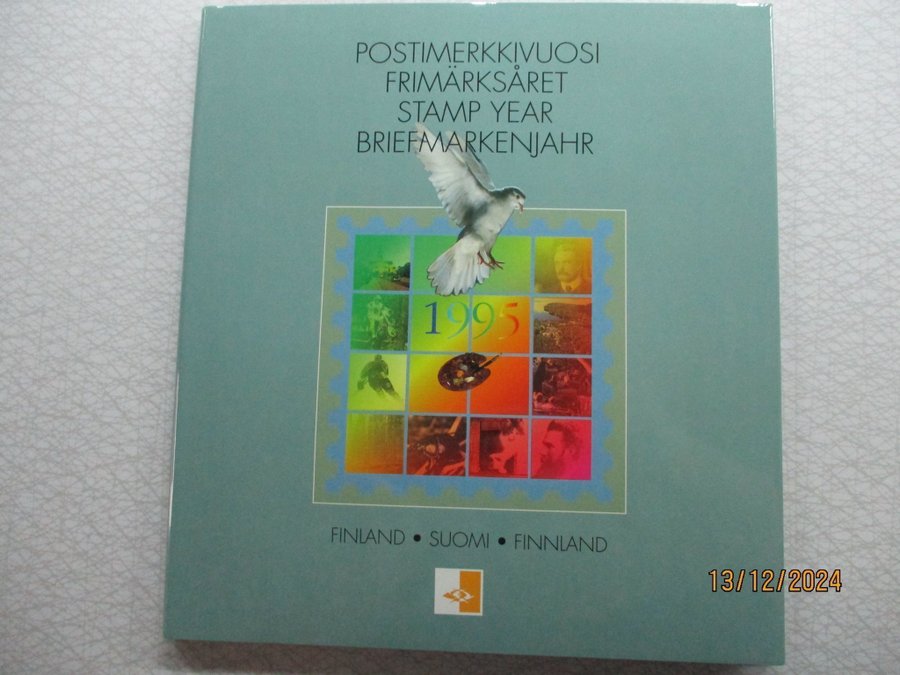 POSTIMERKKIVUOSI
FRIMÄRKSÅRET
STAMP YEAR
BRIEFMARKENJAHR
1995
FINLAND • SUOMI • FINNLAND
13/12/2024